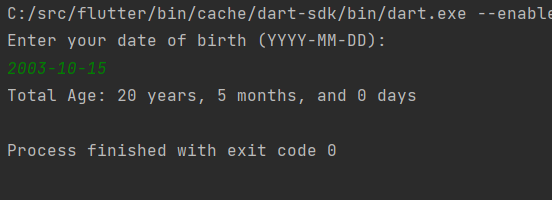 C:/src/flutter/bin/cache/dart-sdk/bin/dart.exe --enable
Enter your date of birth (YYYY-MM-DD):
2003-10-15
Total Age: 20 years, 5 months, and 0 days
Process finished with exit code 0